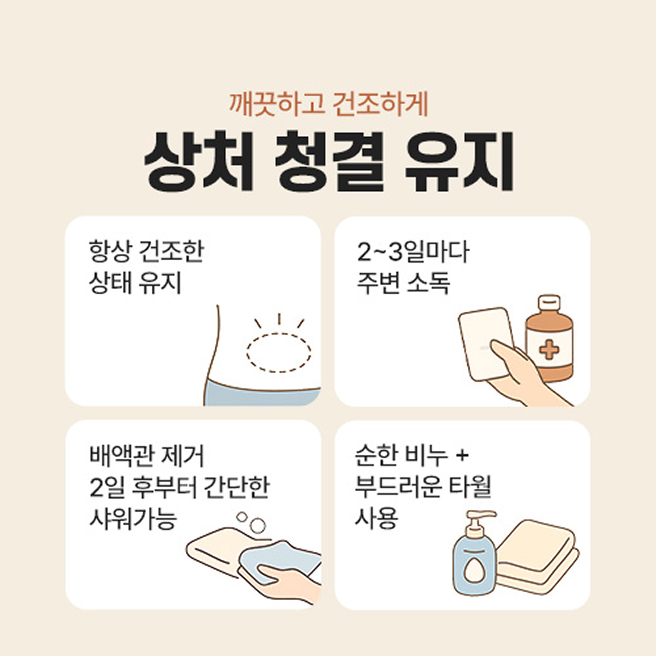 깨끗하고 건조하게
상처 청결 유지
항상 건조한
상태 유지
2~3일마다
주변 소독
배액관 제거
2일 후부터 간단한
샤워가능
순한 비누 +
부드러운 타월
사용